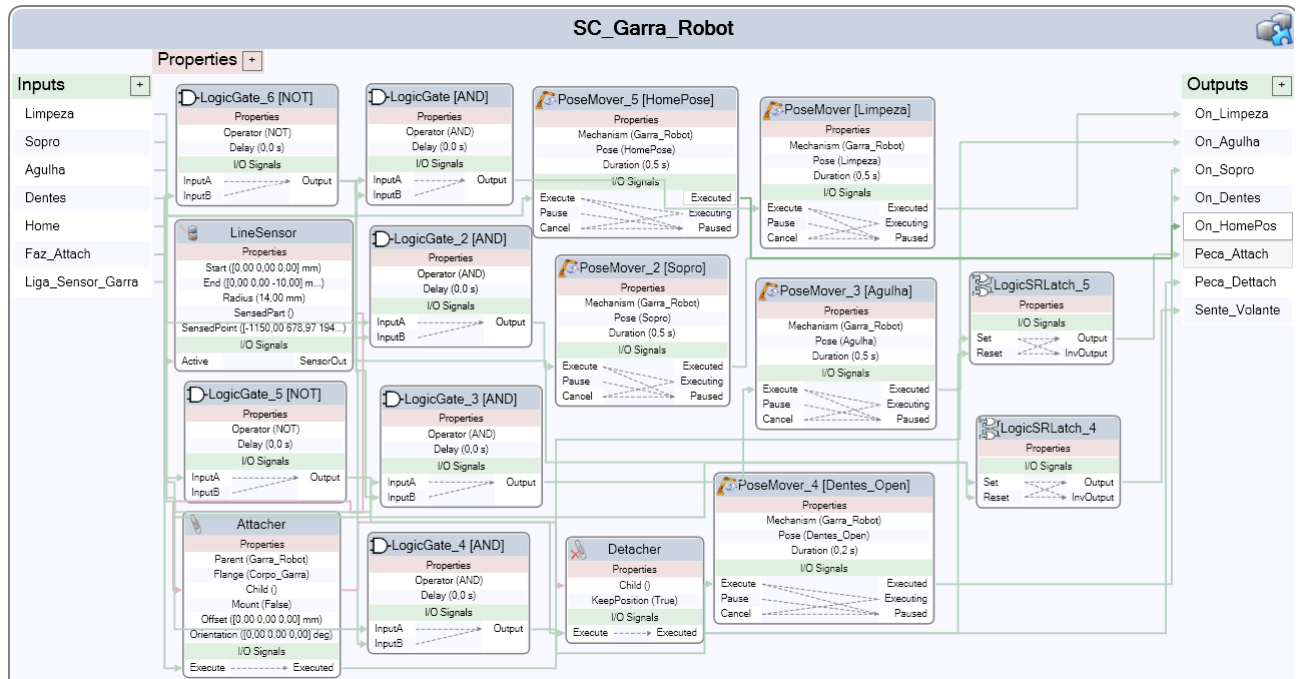 SC_Garra_Robot
Properties +
Inputs +
Limpeza
Sopro
Agulha
Dentes
Home
Faz_Attach
Liga_Sensor_Garra
LogicGate_6 [NOT]
Properties
Operator (NOT)
Delay (0,0 s)
I/O Signals
InputA Output
InputB
LineSensor
Properties
Start ([0,00 0,00 0,00] mm)
End ([0,00 0,00 -10,00] m...)
Radius (14,00 mm)
SensedPart ()
SensedPoint ([-1150,00 678,97 194...)
I/O Signals
Active SensorOut
LogicGate_5 [NOT]
Properties
Operator (NOT)
Delay (0,0 s)
I/O Signals
InputA Output
InputB
Attacher
Properties
Parent (Garra_Robot)
Flange (Corpo_Garra)
Child ()
Mount (False)
Offset ([0,00 0,00 0,00] mm)
Orientation ([0,00 0,00 0,00] deg)
I/O Signals
Execute Executed
LogicGate [AND]
Properties
Operator (AND)
Delay (0,0 s)
I/O Signals
InputA Output
InputB
LogicGate_2 [AND]
Properties
Operator (AND)
Delay (0,0 s)
I/O Signals
InputA Output
InputB
LogicGate_3 [AND]
Properties
Operator (AND)
Delay (0,0 s)
I/O Signals
InputA Output
InputB
LogicGate_4 [AND]
Properties
Operator (AND)
Delay (0,0 s)
I/O Signals
InputA Output
InputB
PoseMover_5 [HomePose]
Properties
Mechanism (Garra_Robot)
Pose (HomePose)
Duration (0,5 s)
I/O Signals
Execute Executed
Pause Executing
Cancel Paused
PoseMover_2 [Sopro]
Properties
Mechanism (Garra_Robot)
Pose (Sopro)
Duration (0,5 s)
I/O Signals
Execute Executed
Pause Executing
Cancel Paused
Detacher
Properties
Child ()
KeepPosition (True)
I/O Signals
Execute Executed
PoseMover [Limpeza]
Properties
Mechanism (Garra_Robot)
Pose (Limpeza)
Duration (0,5 s)
I/O Signals
Execute Executed
Pause Executing
Cancel Paused
PoseMover_3 [Agulha]
Properties
Mechanism (Garra_Robot)
Pose (Agulha)
Duration (0,5 s)
I/O Signals
Execute Executed
Pause Executing
Cancel Paused
PoseMover_4 [Dentes_Open]
Properties
Mechanism (Garra_Robot)
Pose (Dentes_Open)
Duration (0,2 s)
I/O Signals
Execute Executed
Pause Executing
Cancel Paused
LogicSRLatch_5
Properties
I/O Signals
Set Output
Reset InvOutput
LogicSRLatch_4
Properties
I/O Signals
Set Output
Reset InvOutput
Outputs +
On_Limpeza
On_Agulha
On_Sopro
On_Dentes
On_HomePos
Peca_Attach
Peca_Dettach
Sente_Volante